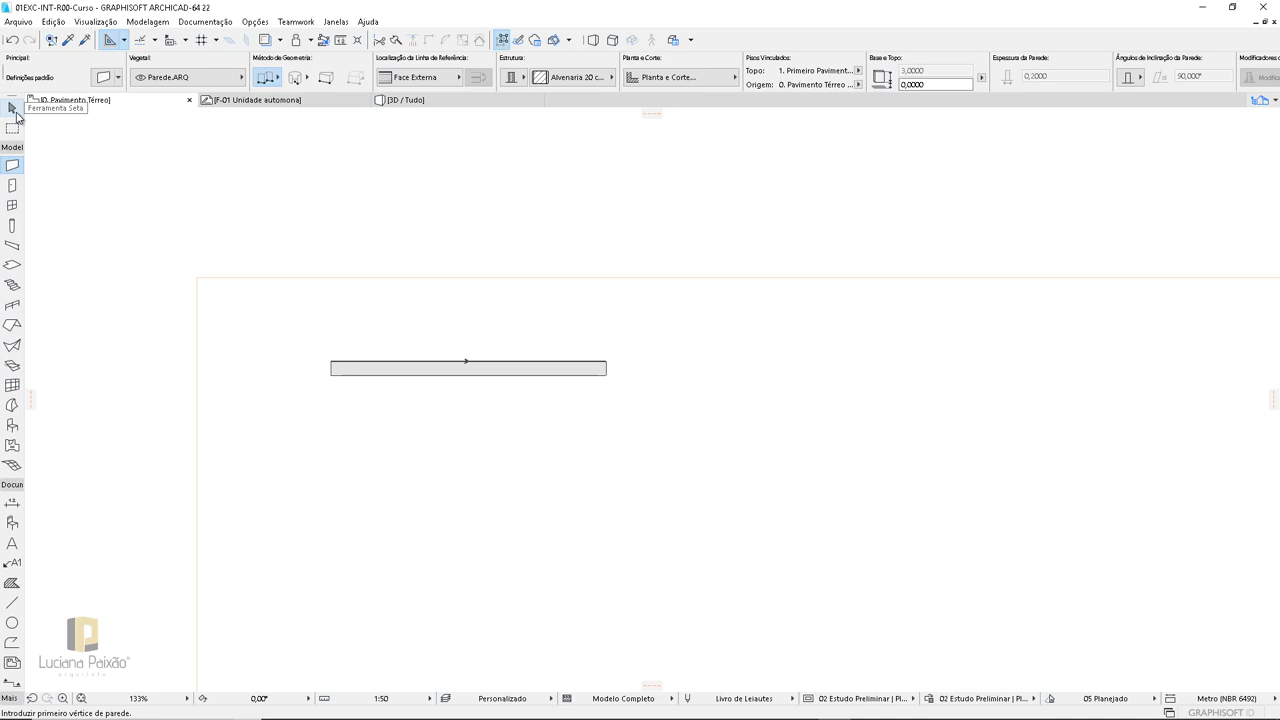 01EXC-INT-R00-Curso - GRAPHISOFT ARCHICAD-64 22
Arquivo Edição Visualização Modelagem Documentação Opções Teamwork Janelas Ajuda
Principal: Vegetal: Método de Geometria: Localização da Linha de Referência: Estrutura: Planta e Corte: Pisos Vinculados: Base e Topo: Espessura da Parede: Ângulos de Inclinação da Parede: Modificadores
Definições padrão Parede.ARQ Face Externa Alvenaria 20 c... Planta e Corte... Topo: 1. Primeiro Paviment... 3,0000 0,2000 90,000°
Origem: 0. Pavimento Térreo ... 0,0000
[0. Pavimento Térreo] [F-01 Unidade automona] [3D / Tudo]
Ferramenta Seta
Model
Docun
A1
Luciana Paixão
arquiteta
Mais 133% 0,00° 1:50 Personalizado Modelo Completo Livro de Leiautes 02 Estudo Preliminar | Pl... 02 Estudo Preliminar | Pl... 05 Planejado Metro (NBR 6492)
Introduzir primeiro vértice de parede. GRAPHISOFT ID